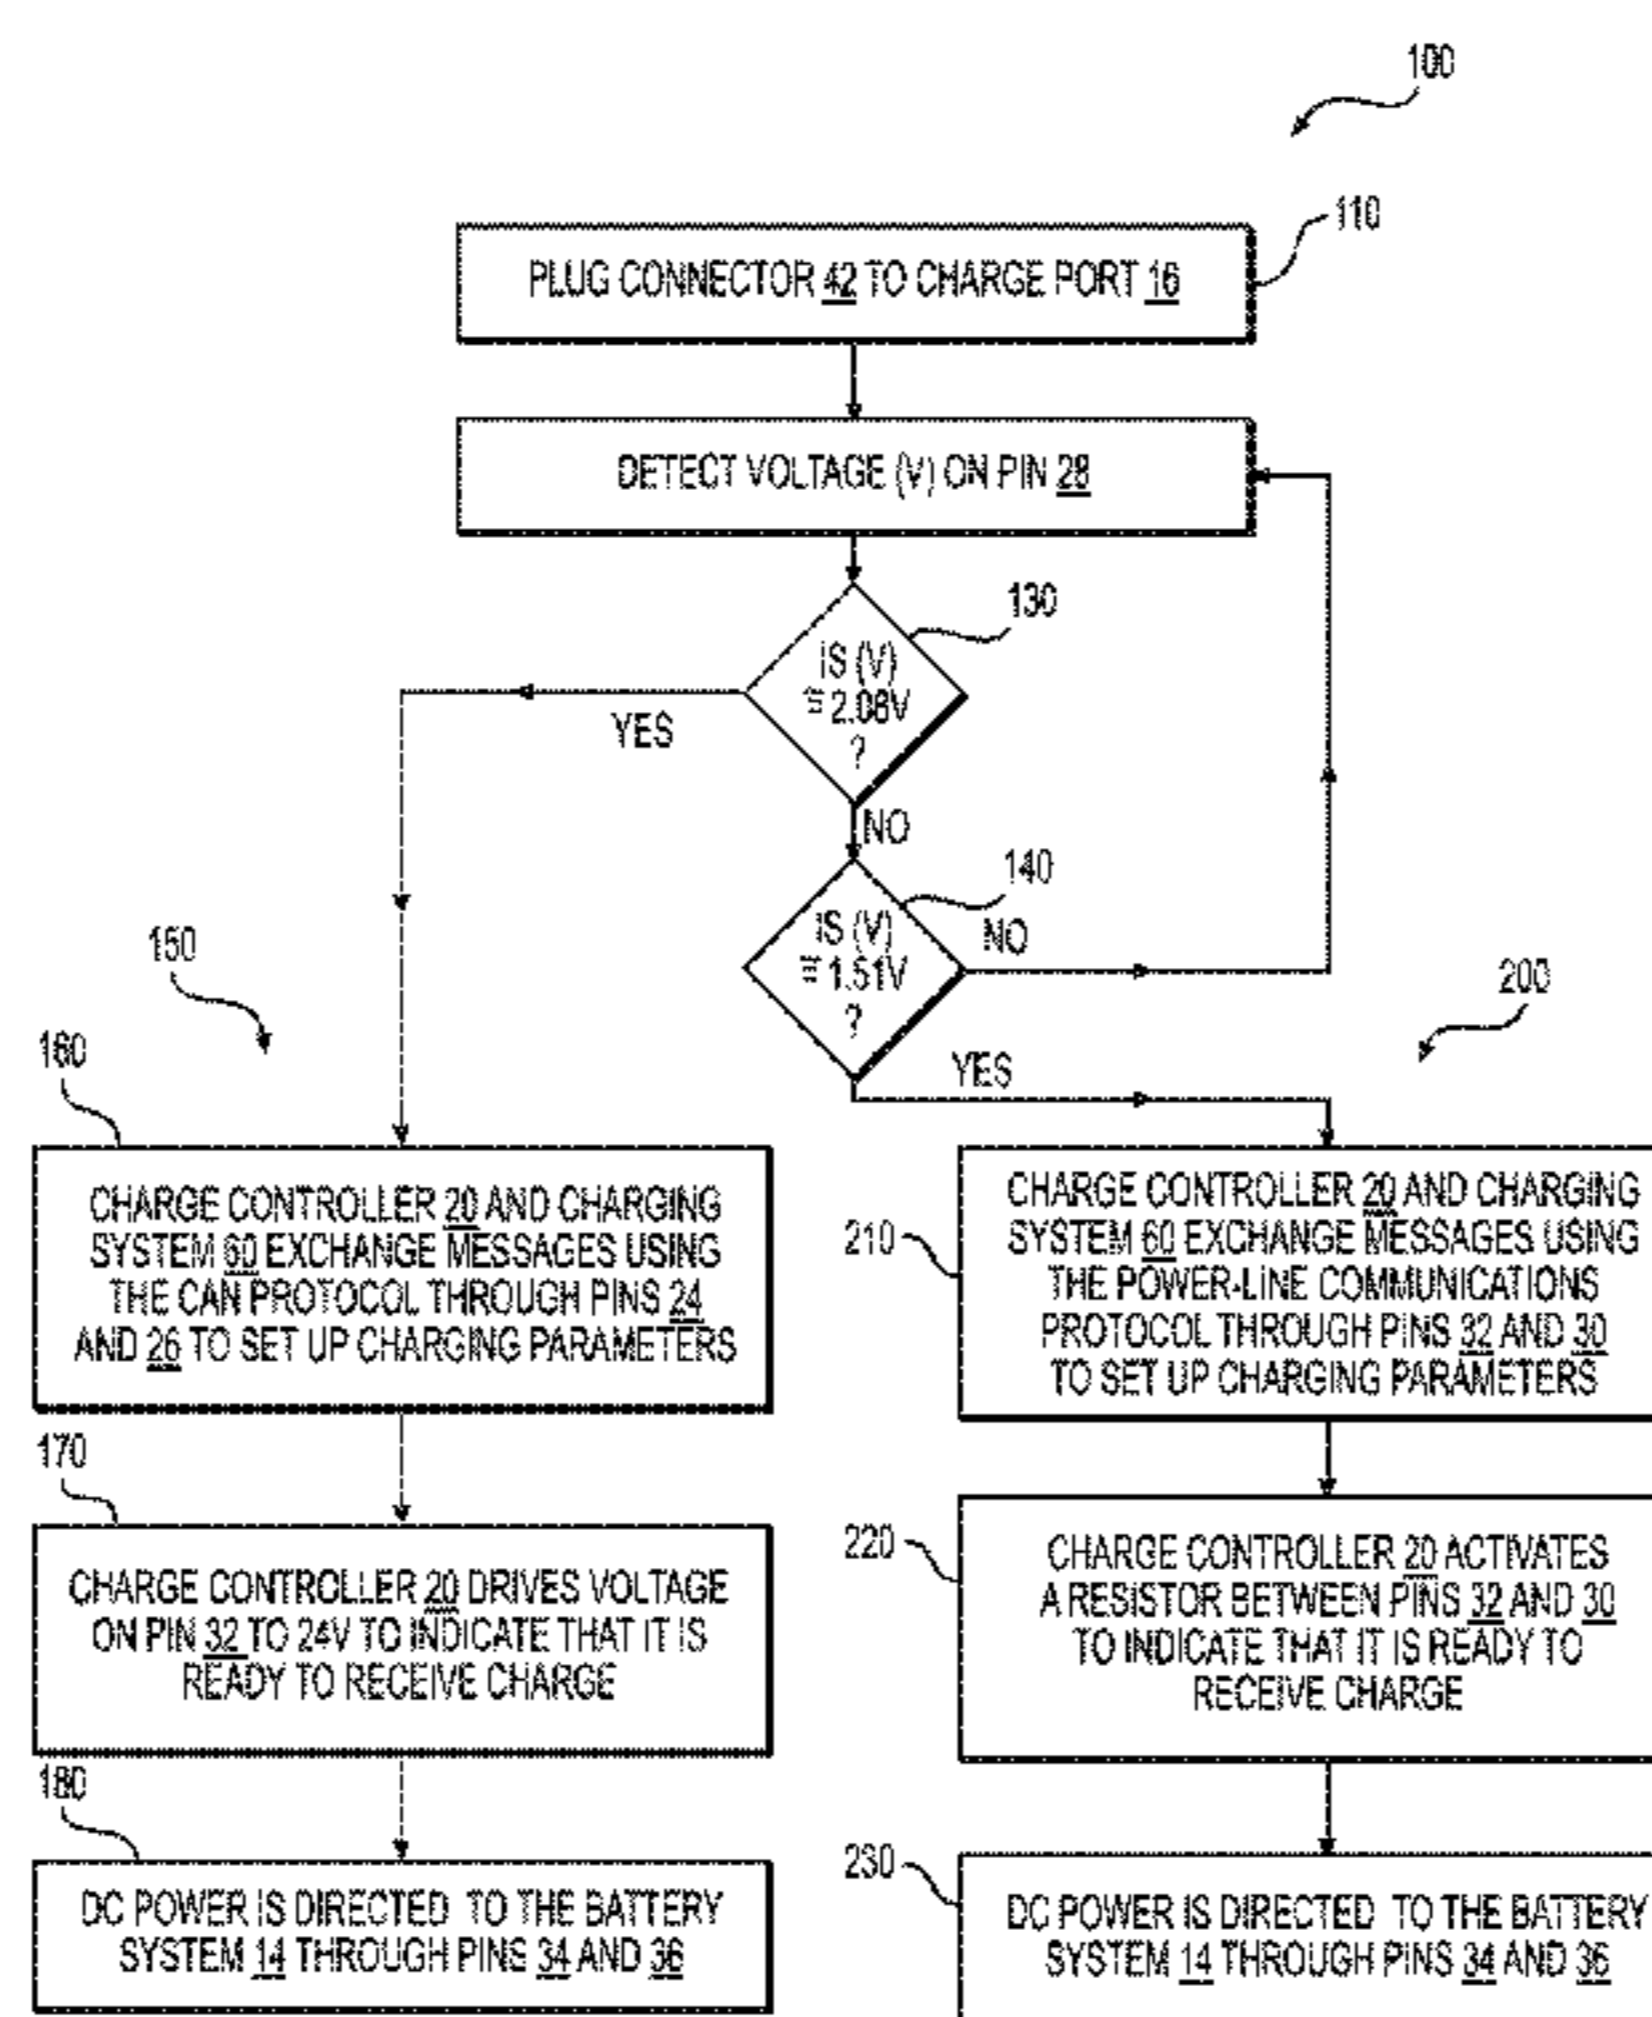 100
110
PLUG CONNECTOR 42 TO CHARGE PORT 16
DETECT VOLTAGE (V) ON PIN 28
130
IS (V)
≅ 2.08V
?
YES
NO
140
IS (V)
≅ 1.51V
?
NO
YES
150
200
160
CHARGE CONTROLLER 20 AND CHARGING
SYSTEM 60 EXCHANGE MESSAGES USING
THE CAN PROTOCOL THROUGH PINS 24
AND 26 TO SET UP CHARGING PARAMETERS
210
CHARGE CONTROLLER 20 AND CHARGING
SYSTEM 60 EXCHANGE MESSAGES USING
THE POWER-LINE COMMUNICATIONS
PROTOCOL THROUGH PINS 32 AND 30
TO SET UP CHARGING PARAMETERS
170
CHARGE CONTROLLER 20 DRIVES VOLTAGE
ON PIN 32 TO 24V TO INDICATE THAT IT IS
READY TO RECEIVE CHARGE
220
CHARGE CONTROLLER 20 ACTIVATES
A RESISTOR BETWEEN PINS 32 AND 30
TO INDICATE THAT IT IS READY TO
RECEIVE CHARGE
180
DC POWER IS DIRECTED TO THE BATTERY
SYSTEM 14 THROUGH PINS 34 AND 36
230
DC POWER IS DIRECTED TO THE BATTERY
SYSTEM 14 THROUGH PINS 34 AND 36